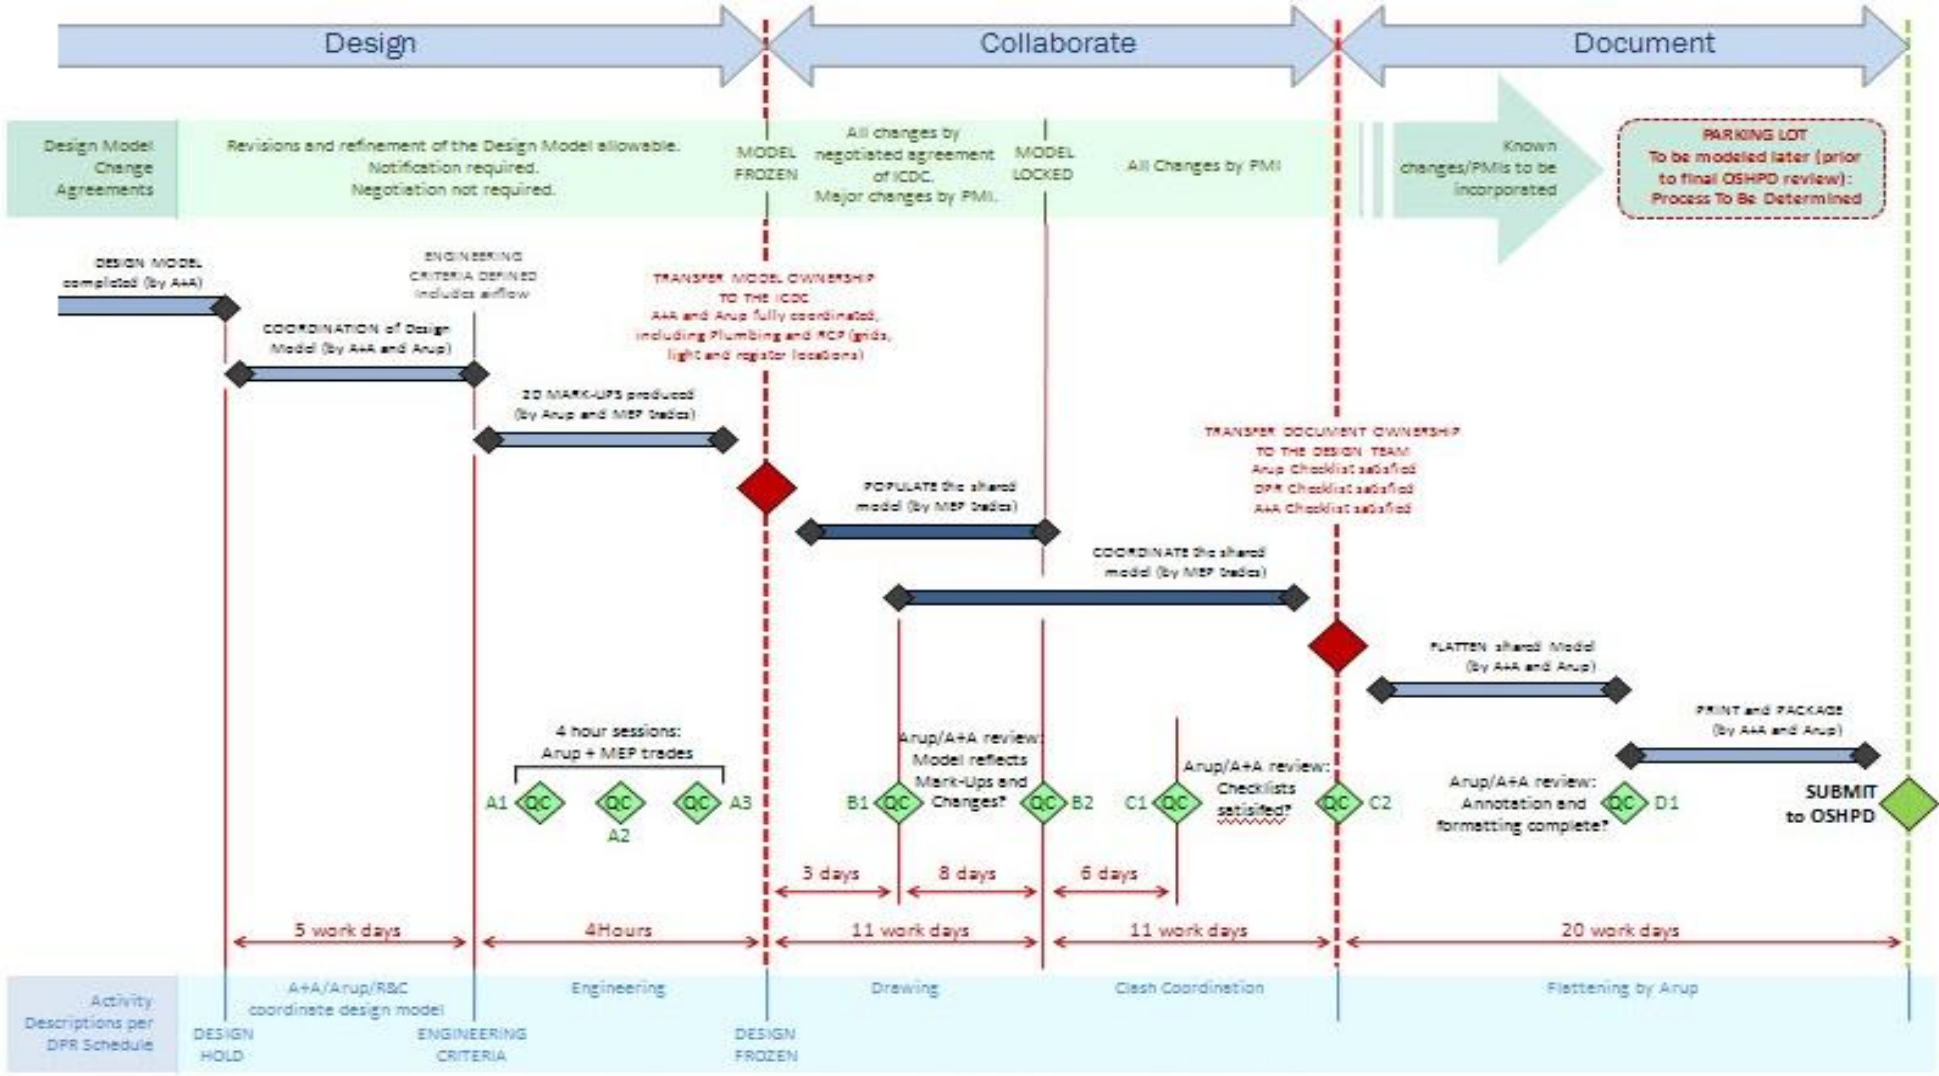 Design
Collaborate
Document
Design Model
Change
Agreements
Revisions and refinement of the Design Model allowable.
Notification required.
Negotiation not required.
MODEL
FROZEN
All changes by
negotiated agreement
of ICDC.
Major changes by PMI.
MODEL
LOCKED
All Changes by PMI
Known
changes/PMIs to be
incorporated
PARKING LOT
To be modeled later (prior
to final OSHPD review):
Process To Be Determined
DESIGN MODEL
completed (by A+A)
ENGINEERING
CRITERIA DEFINED
includes airflow
COORDINATION of Design
Model (by A+A and Arup)
TRANSFER MODEL OWNERSHIP
TO THE ICDC
A+A and Arup fully coordinated,
including Plumbing and RCP (grids,
light and register locations)
2D MARK-UPS produced
(by Arup and MEP trades)
POPULATE the shared
model (by MEP trades)
TRANSFER DOCUMENT OWNERSHIP
TO THE DESIGN TEAM
Arup Checklist satisfied
DPR Checklist satisfied
A+A Checklist satisfied
COORDINATE the shared
model (by MEP trades)
FLATTEN shared Model
(by A+A and Arup)
PRINT and PACKAGE
(by A+A and Arup)
4 hour sessions:
Arup + MEP trades
A1
QC
QC
A2
QC
A3
B1
QC
Arup/A+A review:
Model reflects
Mark-Ups and
Changes?
QC
B2
C1
QC
Arup/A+A review:
Checklists
satisifed?
QC
C2
Arup/A+A review:
Annotation and
formatting complete?
QC
D1
SUBMIT
to OSHPD
3 days
8 days
6 days
5 work days
4Hours
11 work days
11 work days
20 work days
Activity
Descriptions per
DPR Schedule
A+A/Arup/R&C
coordinate design model
Engineering
Drawing
Clash Coordination
Flattening by Arup
DESIGN
HOLD
ENGINEERING
CRITERIA
DESIGN
FROZEN